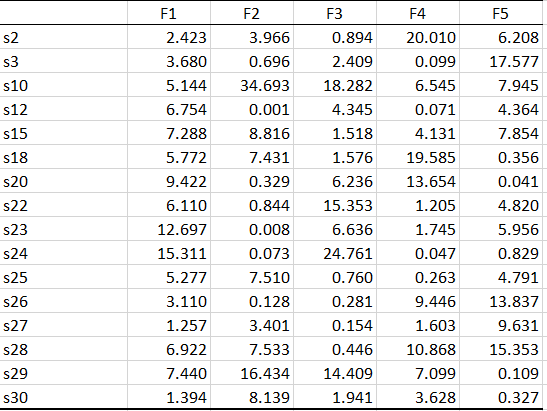 F1 F2 F3 F4 F5
s2 2.423 3.966 0.894 20.010 6.208
s3 3.680 0.696 2.409 0.099 17.577
s10 5.144 34.693 18.282 6.545 7.945
s12 6.754 0.001 4.345 0.071 4.364
s15 7.288 8.816 1.518 4.131 7.854
s18 5.772 7.431 1.576 19.585 0.356
s20 9.422 0.329 6.236 13.654 0.041
s22 6.110 0.844 15.353 1.205 4.820
s23 12.697 0.008 6.636 1.745 5.956
s24 15.311 0.073 24.761 0.047 0.829
s25 5.277 7.510 0.760 0.263 4.791
s26 3.110 0.128 0.281 9.446 13.837
s27 1.257 3.401 0.154 1.603 9.631
s28 6.922 7.533 0.446 10.868 15.353
s29 7.440 16.434 14.409 7.099 0.109
s30 1.394 8.139 1.941 3.628 0.327